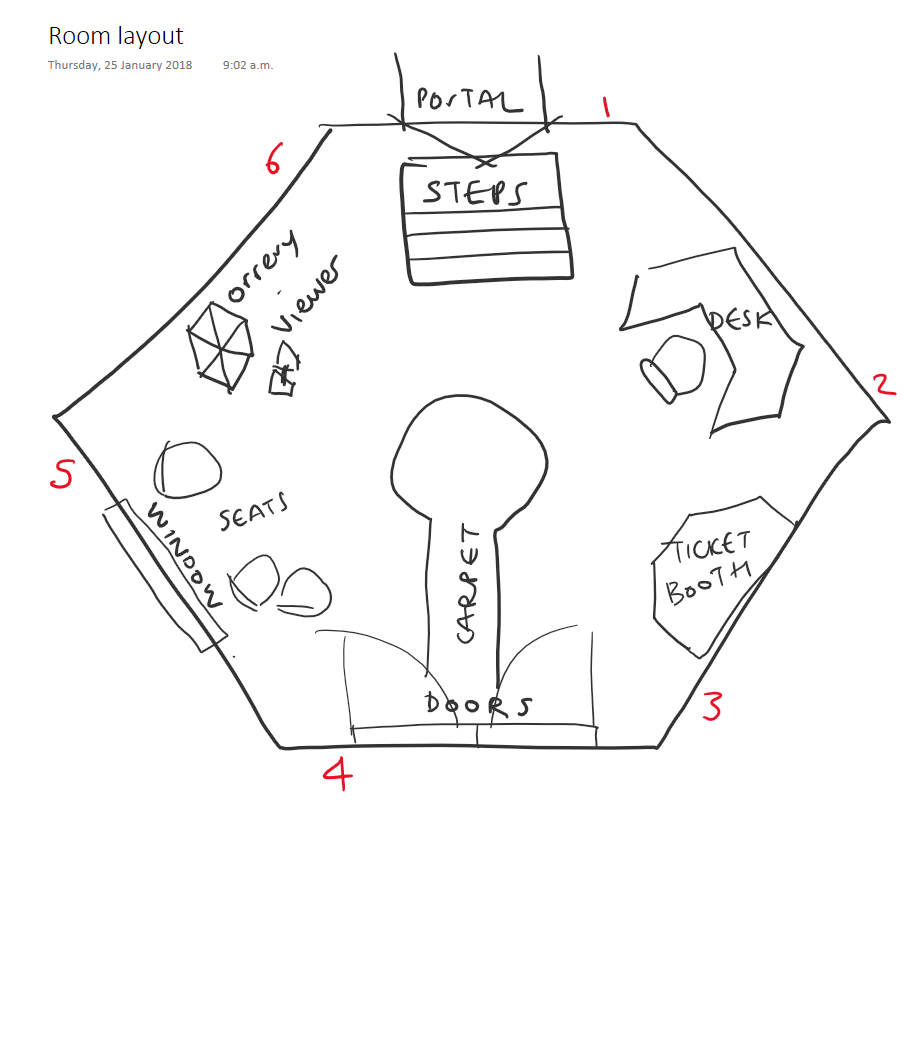 Room layout
Thursday, 25 January 2018 9:02 a.m.
PORTAL
1
6
STEPS
orrery
viewer
DESK
2
5
WINDOW
SEATS
CARPET
TICKET
BOOTH
DOORS
3
4